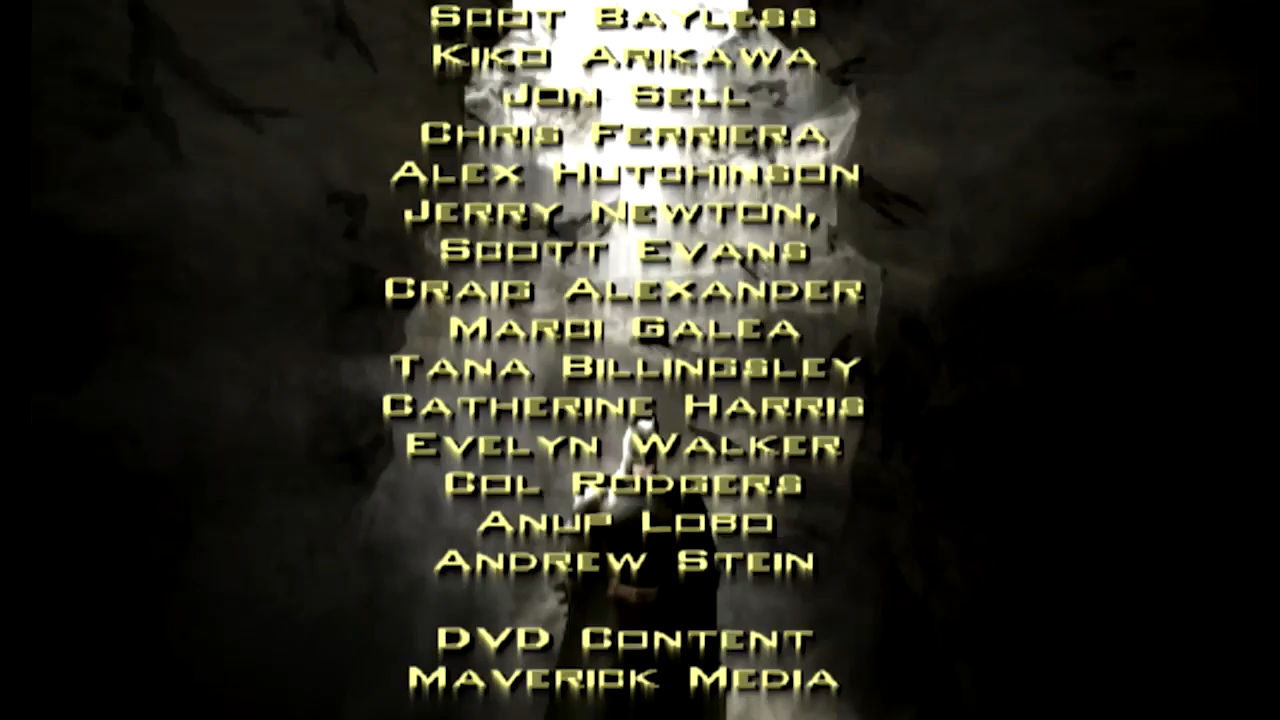 Scot Bayless
Kiko Arikawa
Jon Sell
Chris Ferriera
Alex Hutchinson
Jerry Newton,
Scott Evans
Craig Alexander
Marci Galea
Tana Billingsley
Catherine Harris
Evelyn Walker
Col Rodgers
Anup Lobo
Andrew Stein
DVD Content
Maverick Media